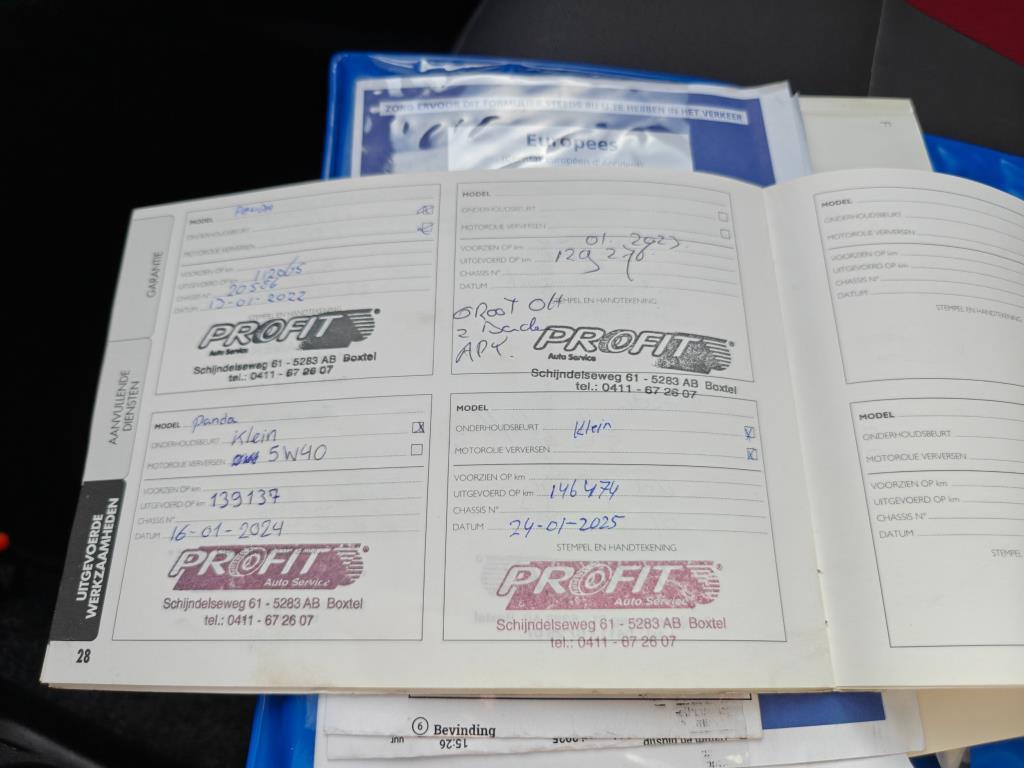 ZORG ERVOOR DIT FORMULIER STEEDS BIJ U TE HEBBEN IN HET VERKEER
Europees
GARANTIE
AANVULLENDE DIENSTEN
UITGEVOERDE WERKZAAMHEDEN
28
MODEL Panda
ONDERHOUDSBEURT
MOTOROLIE VERVERSEN
VOORZIEN OP km
UITGEVOERD OP km
CHASSIS N°
DATUM 13-01-2022
STEMPEL EN HANDTEKENING
PROFIT®
Auto Service
Schijndelseweg 61 - 5283 AB Boxtel
tel.: 0411 - 67 26 07
MODEL
ONDERHOUDSBEURT
MOTOROLIE VERVERSEN
VOORZIEN OP km 01. 2023.
UITGEVOERD OP km 129 270
CHASSIS N°
DATUM
STEMPEL EN HANDTEKENING
GROOT OH
2
APK.
PROFIT®
Auto Service
Schijndelseweg 61 - 5283 AB Boxtel
tel.: 0411 - 67 26 07
MODEL Panda
ONDERHOUDSBEURT Klein
MOTOROLIE VERVERSEN 5W40
VOORZIEN OP km
UITGEVOERD OP km 139137
CHASSIS N°
DATUM 16-01-2024
PROFIT®
Auto Service
Schijndelseweg 61 - 5283 AB Boxtel
tel.: 0411 - 67 26 07
MODEL
ONDERHOUDSBEURT Klein
MOTOROLIE VERVERSEN
VOORZIEN OP km
UITGEVOERD OP km 146474
CHASSIS N°
DATUM 24-01-2025
STEMPEL EN HANDTEKENING
PROFIT®
Auto Service
Schijndelseweg 61 - 5283 AB Boxtel
tel.: 0411 - 67 26 07
MODEL
ONDERHOUDSBEURT
MOTOROLIE VERVERSEN
VOORZIEN OP km
UITGEVOERD OP km
CHASSIS N°
DATUM
STEMPEL EN HANDTEKENING
MODEL
ONDERHOUDSBEURT
MOTOROLIE VERVERSEN
VOORZIEN OP km
UITGEVOERD OP km
CHASSIS N°
DATUM
STEMPEL
6 Bevinding
15:26
uur